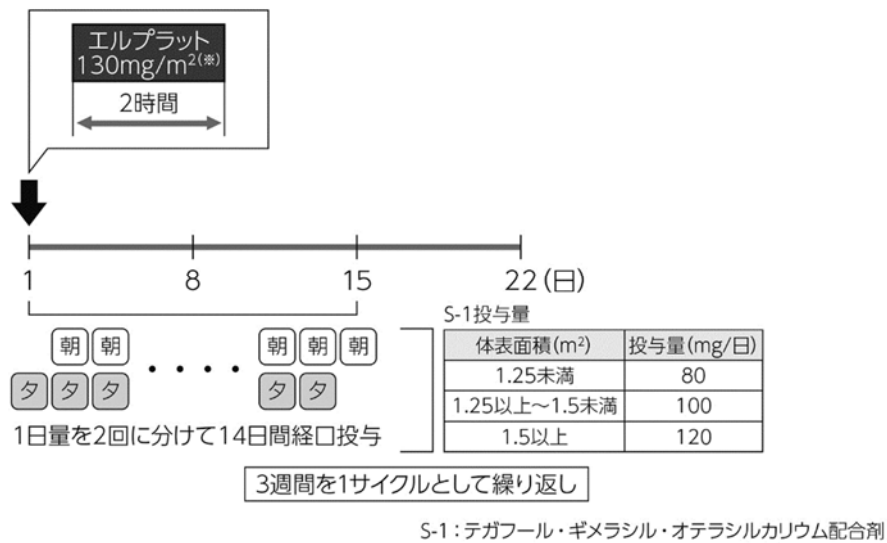 エルプラット
130mg/m²(※)
2時間
1 8 15 22(日)
朝 朝 ・・・・ 朝 朝 朝
夕 夕 夕 夕 夕
1日量を2回に分けて14日間経口投与
S-1投与量
体表面積(m²) 投与量(mg/日)
1.25未満 80
1.25以上～1.5未満 100
1.5以上 120
3週間を1サイクルとして繰り返し
S-1：テガフール・ギメラシル・オテラシルカリウム配合剤